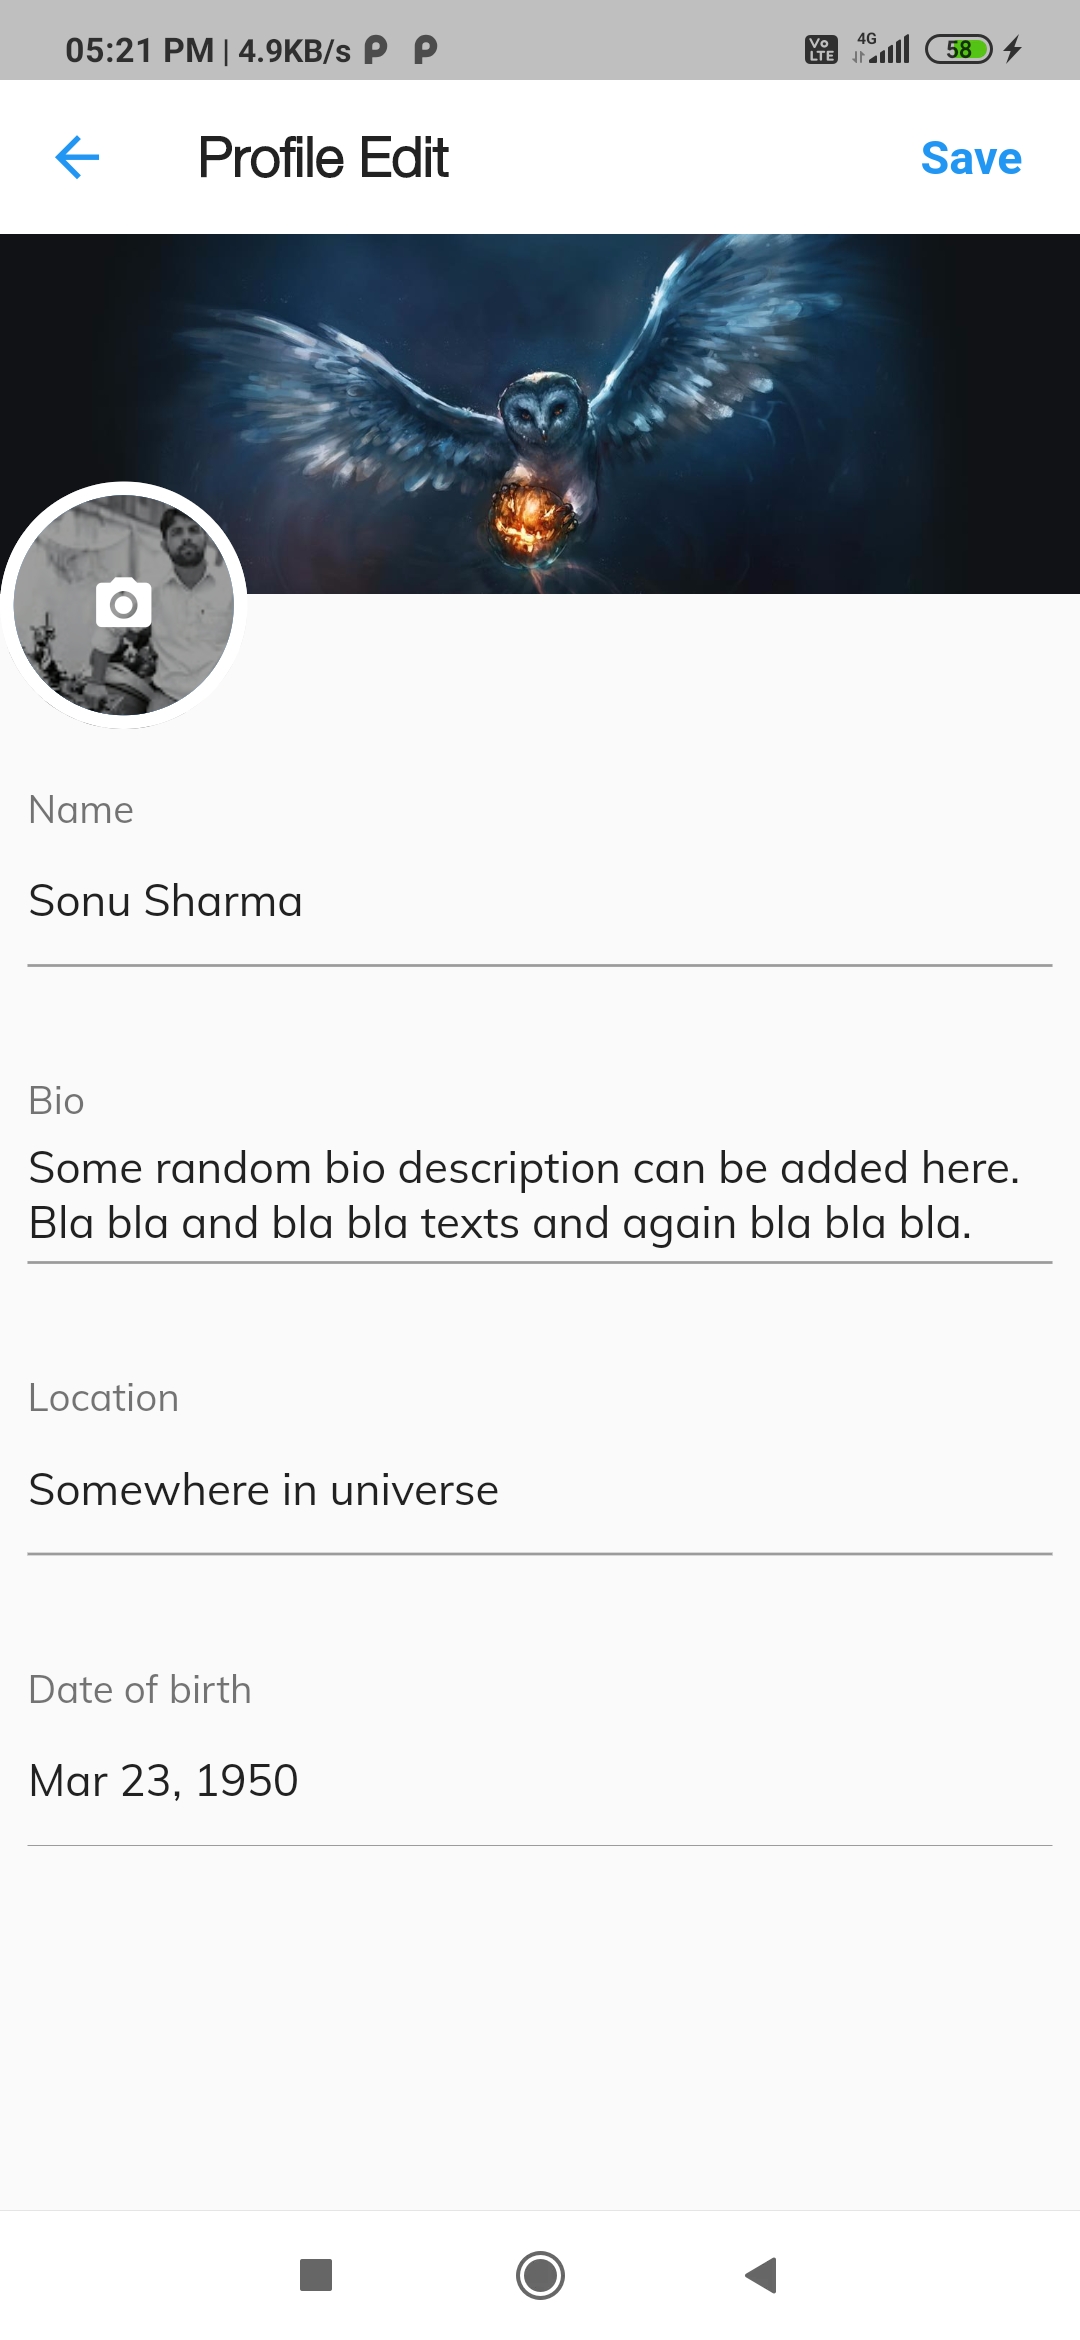 05:21 PM | 4.9KB/s
Vo LTE 4G 58
Profile Edit
Save
Name
Sonu Sharma
Bio
Some random bio description can be added here.
Bla bla and bla bla texts and again bla bla bla.
Location
Somewhere in universe
Date of birth
Mar 23, 1950